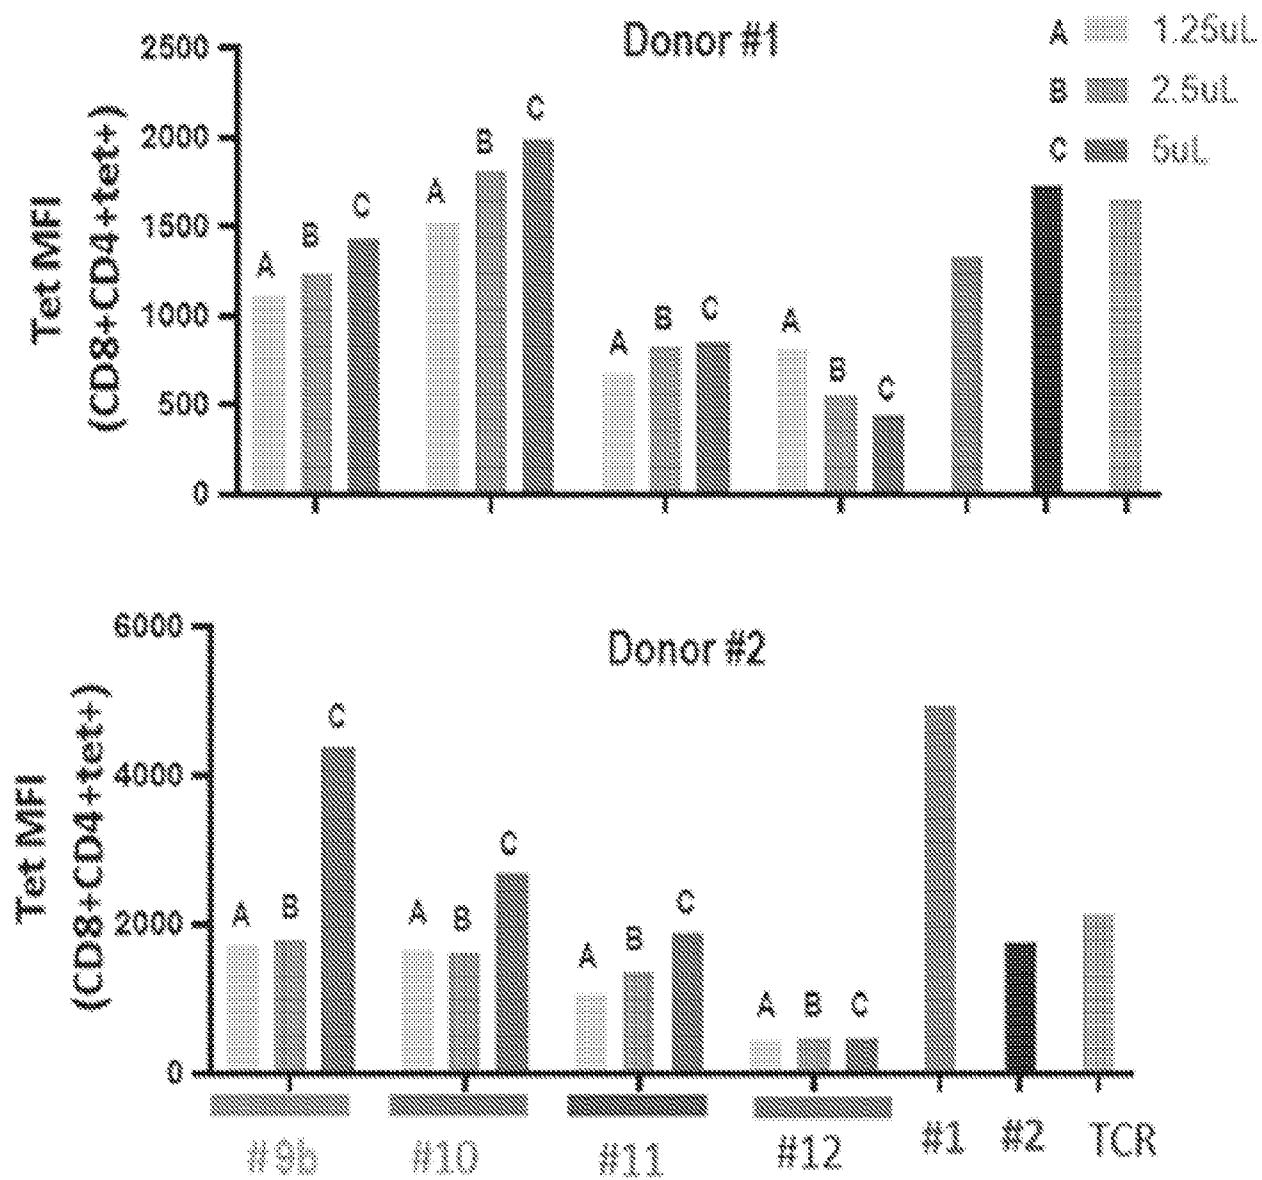 Donor #1
A 1.25uL
B 2.5uL
C 5uL
Tet MFI
(CD8+CD4+tet+)
2500
2000
1500
1000
500
0
A B C
A B C
A B C
A B C
Donor #2
Tet MFI
(CD8+CD4+tet+)
6000
4000
2000
0
A B C
A B C
A B C
A B C
#9b #10 #11 #12 #1 #2 TCR